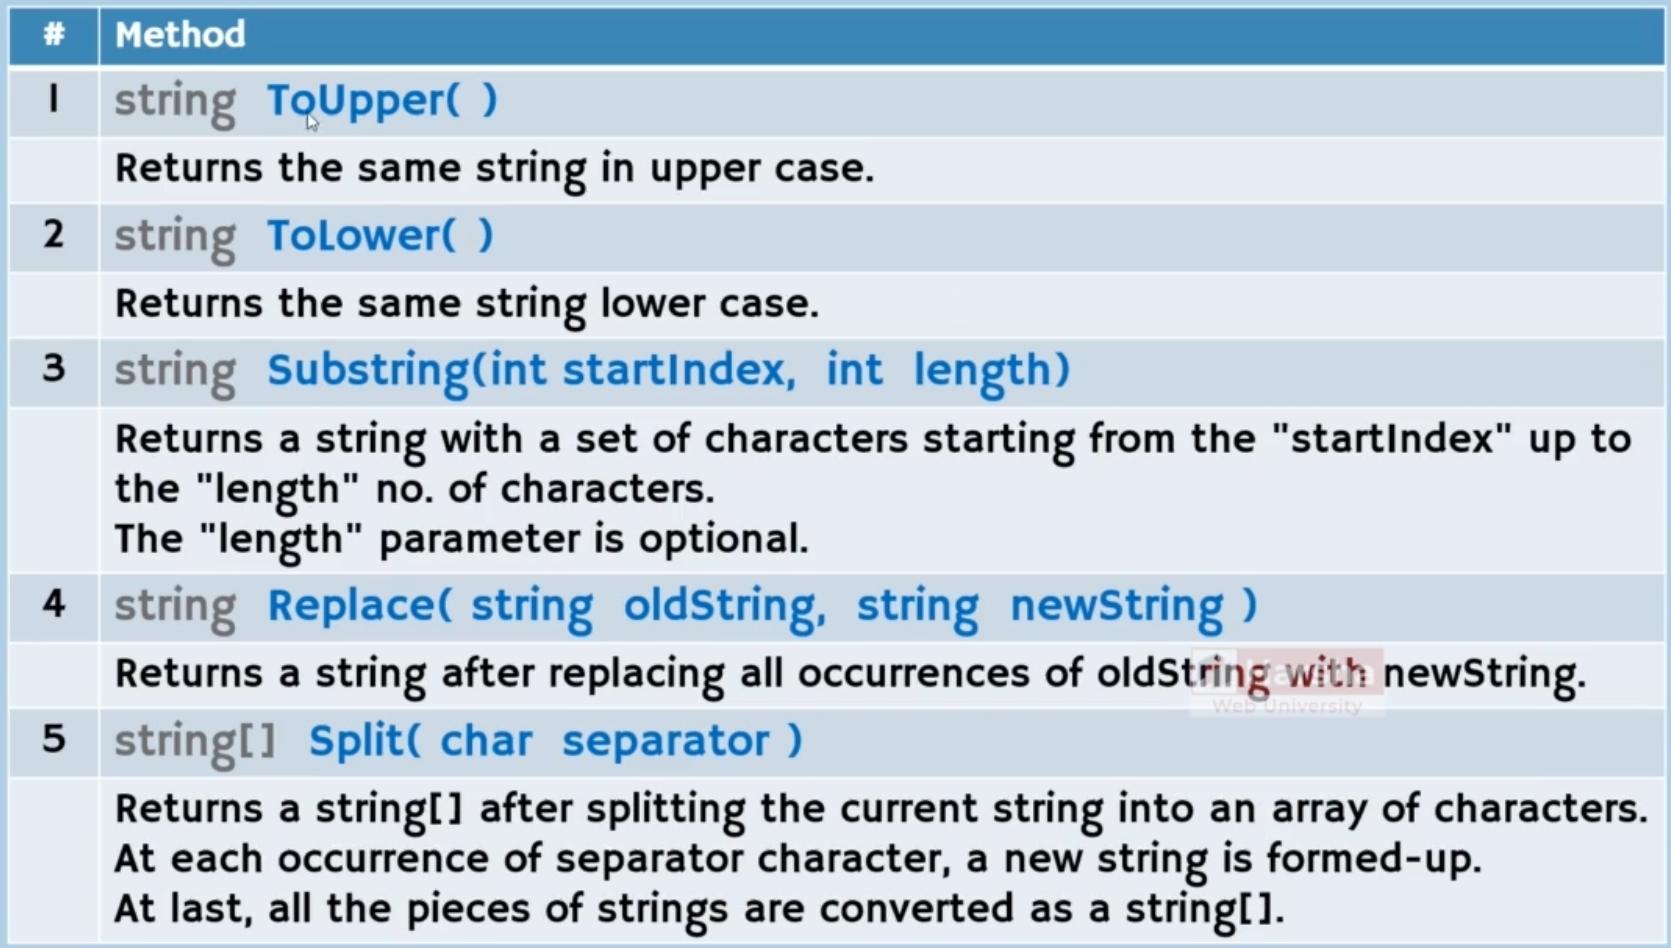 # Method
1 string ToUpper( )
Returns the same string in upper case.
2 string ToLower( )
Returns the same string lower case.
3 string Substring(int startIndex, int length)
Returns a string with a set of characters starting from the "startIndex" up to
the "length" no. of characters.
The "length" parameter is optional.
4 string Replace( string oldString, string newString )
Returns a string after replacing all occurrences of oldString with newString.
Web University
5 string[] Split( char separator )
Returns a string[] after splitting the current string into an array of characters.
At each occurrence of separator character, a new string is formed-up.
At last, all the pieces of strings are converted as a string[].